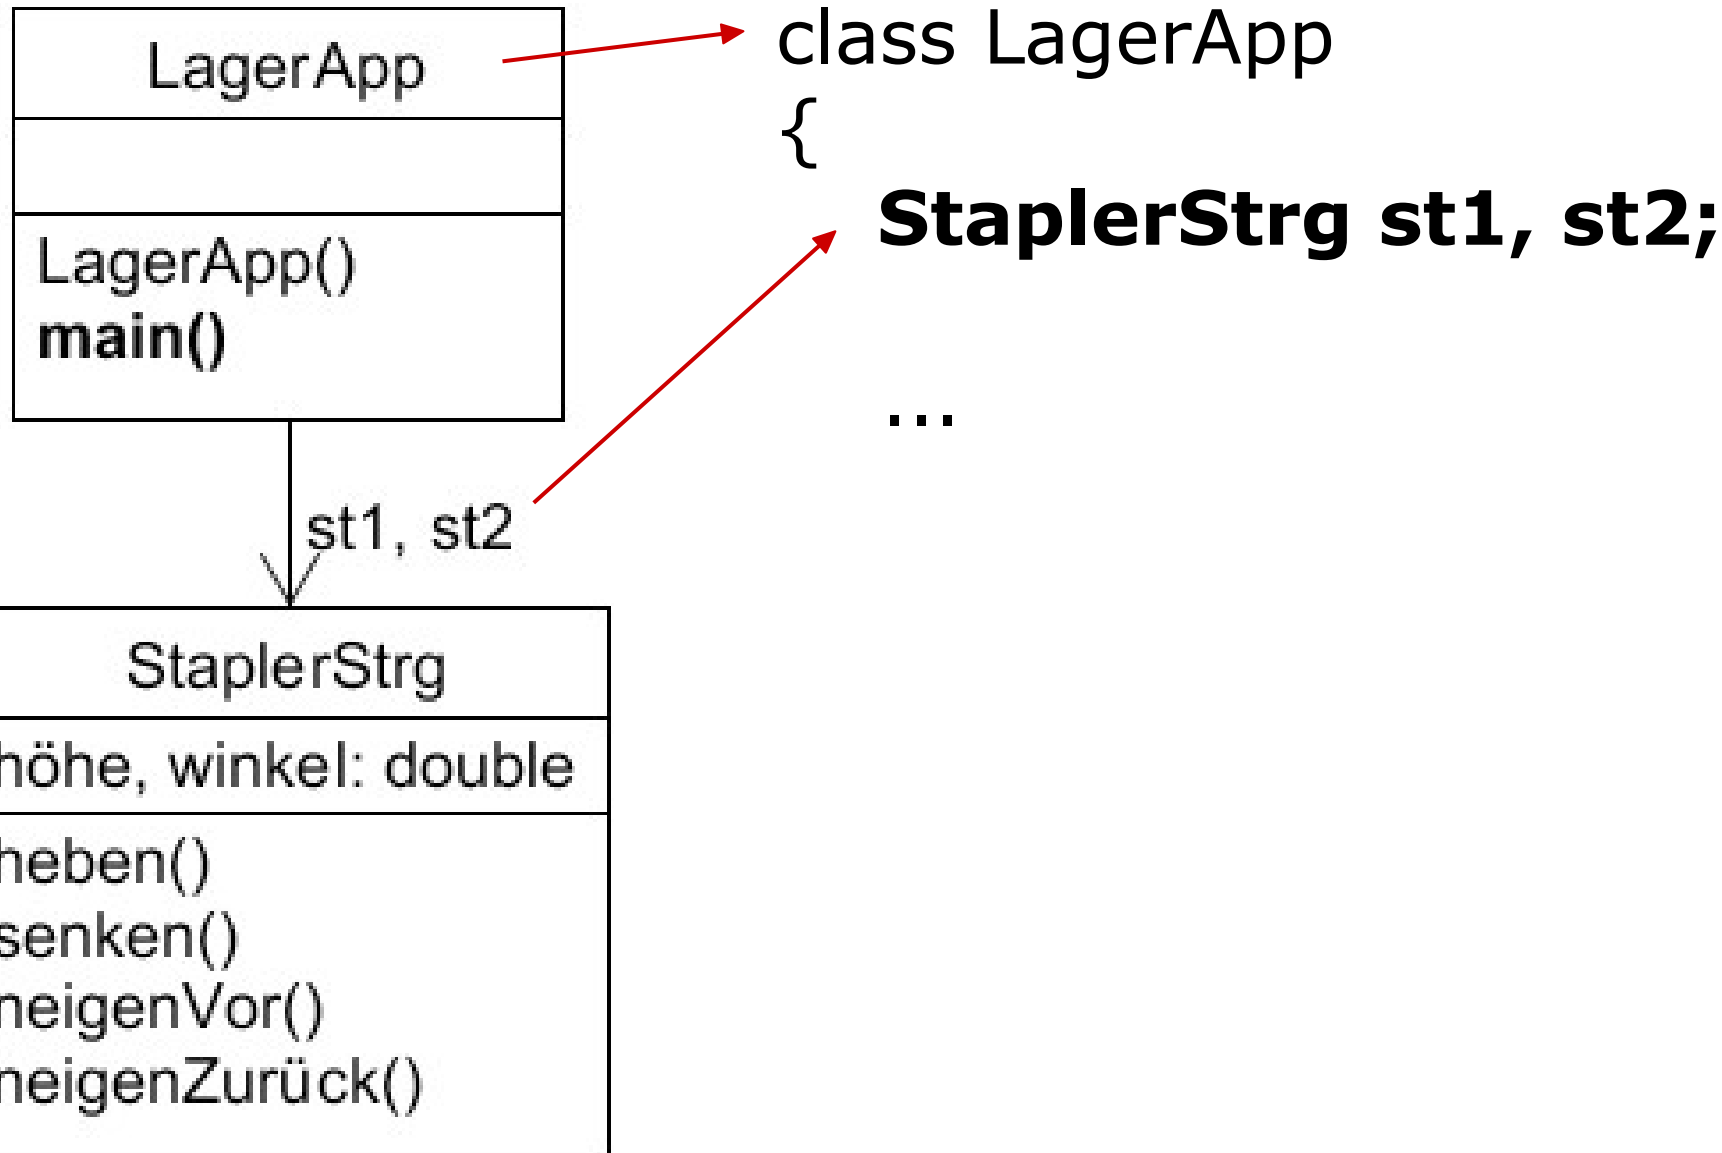 LagerApp
LagerApp()
main()
st1, st2
StaplerStrg
höhe, winkel: double
heben()
senken()
neigenVor()
neigenZurück()
class LagerApp
{
StaplerStrg st1, st2;
...